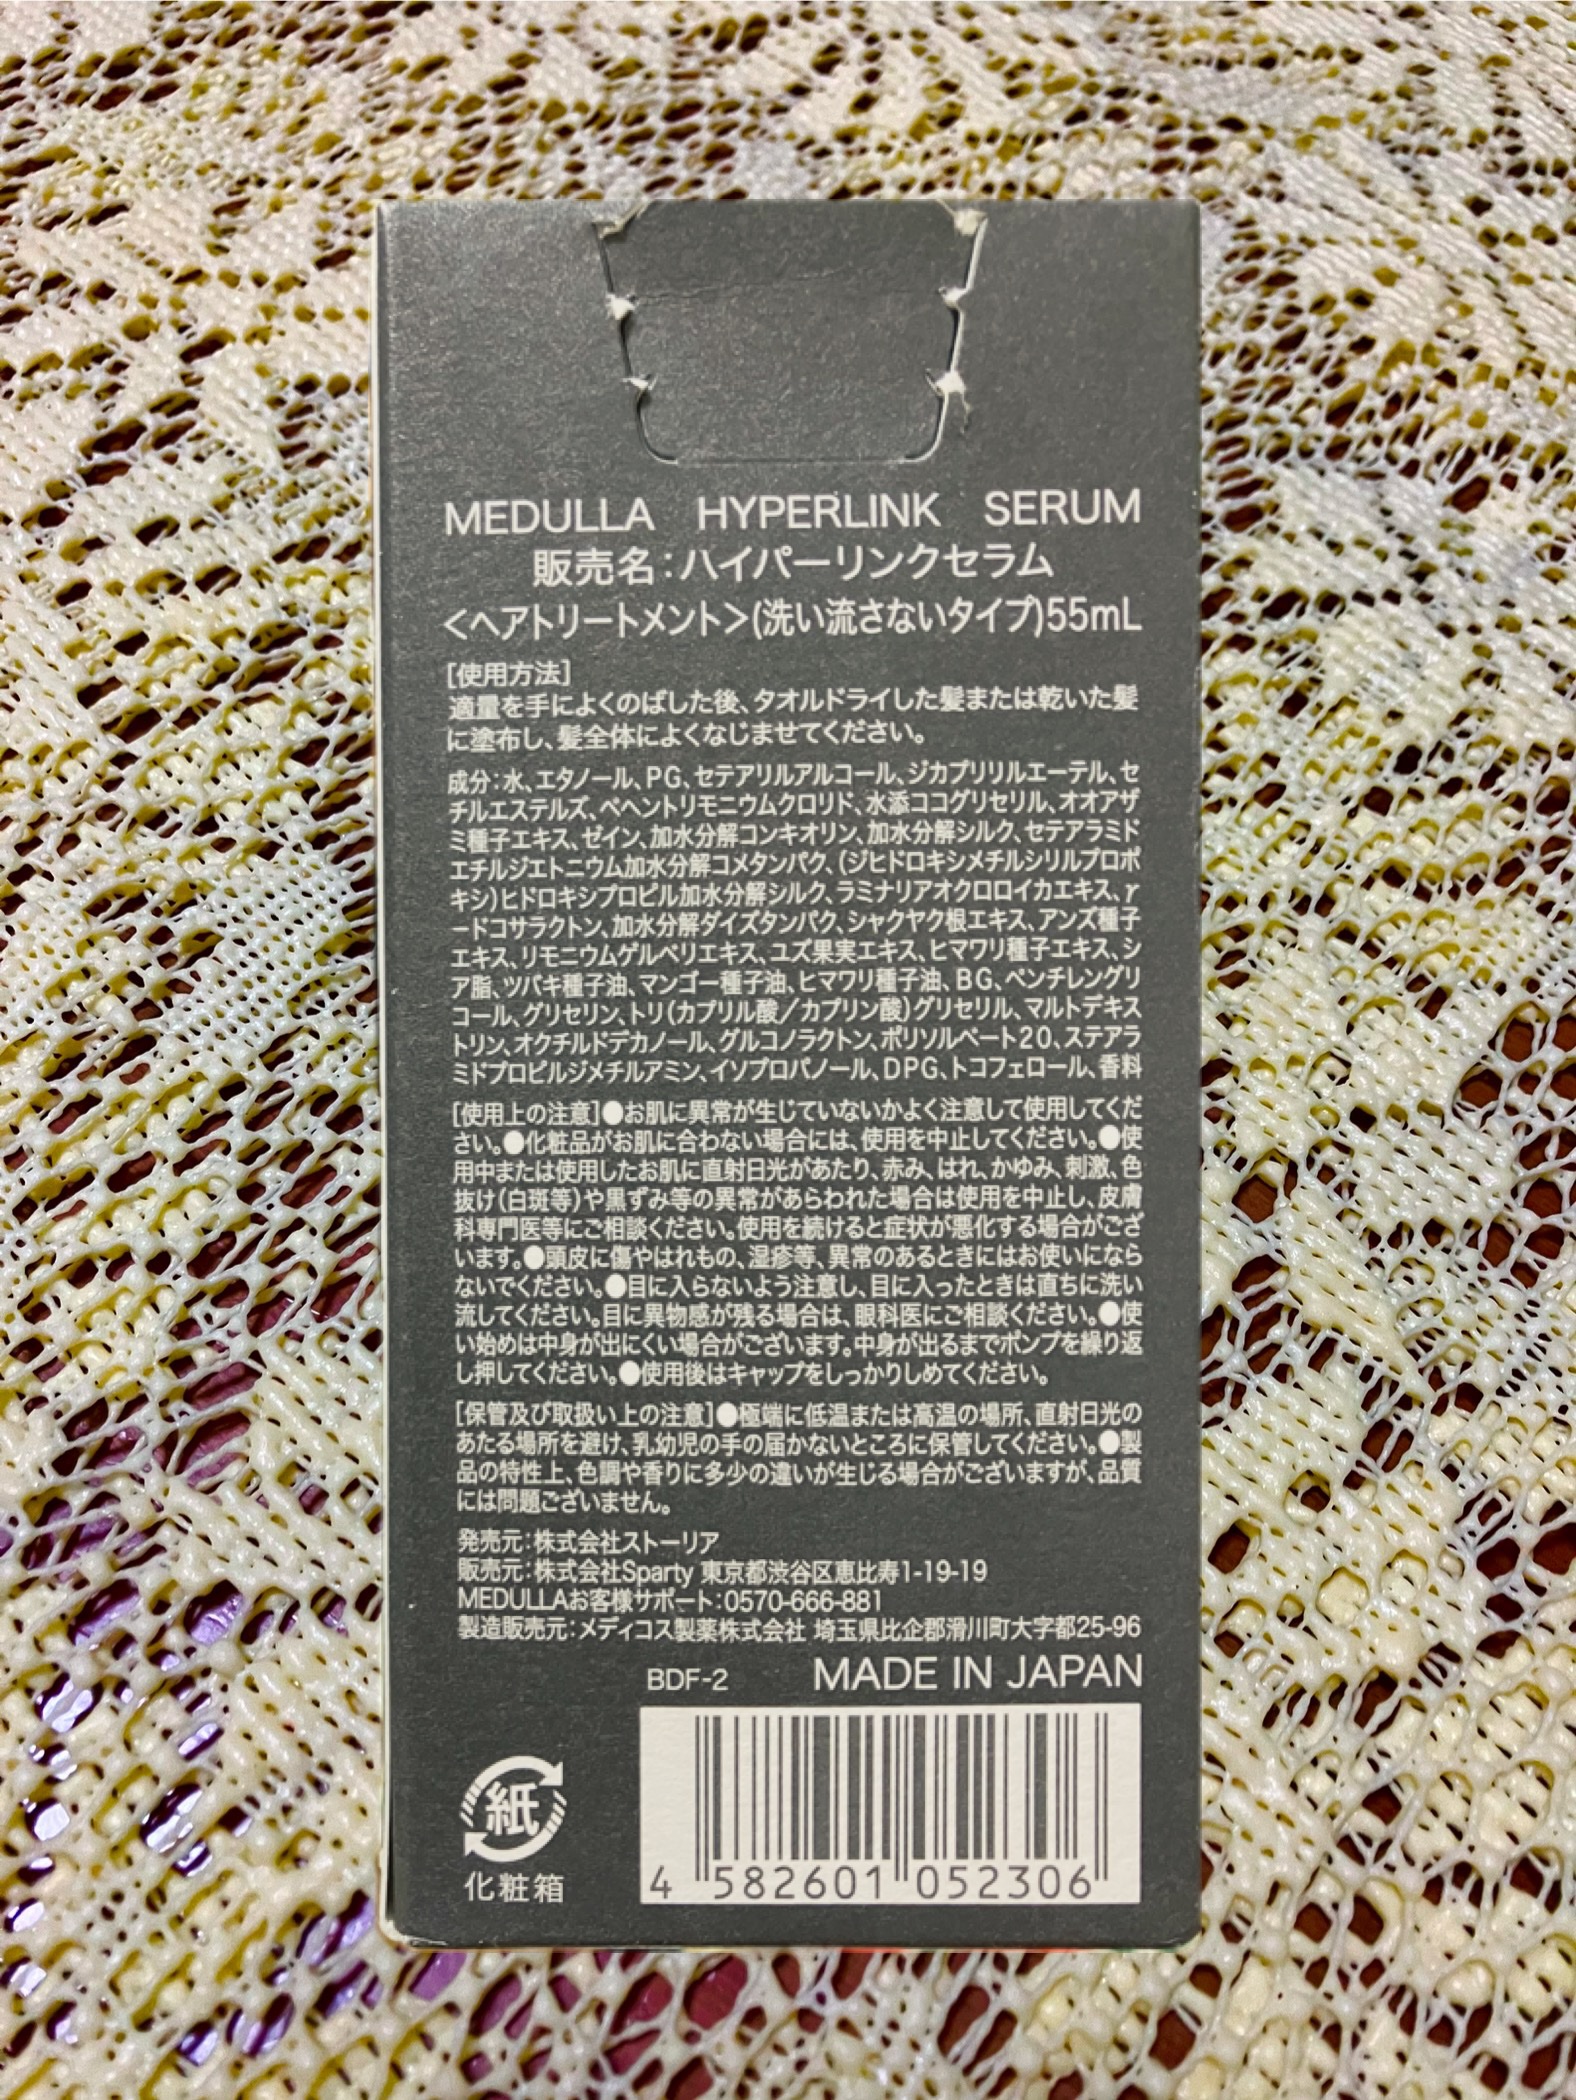 MEDULLA HYPERLINK SERUM
販売名:ハイパーリンクセラム
<ヘアトリートメント>(洗い流さないタイプ)55mL
[使用方法]
適量を手によくのばした後、タオルドライした髪または乾いた髪
に塗布し、髪全体によくなじませてください。
成分:水、エタノール、PG、セテアリルアルコール、ジカプリリルエーテル、セ
チルエステルズ、ベヘントリモニウムクロリド、水添ココグリセリル、オオアザ
ミ種子エキス、ゼイン、加水分解コンキオリン、加水分解シルク、セテアラミド
エチルジエトニウム加水分解コメタンパク、(ジヒドロキシメチルシリルプロポ
キシ)ヒドロキシプロピル加水分解シルク、ラミナリアオクロロイカエキス、γ
ードコサラクトン、加水分解ダイズタンパク、シャクヤク根エキス、アンズ種子
エキス、リモニウムゲルベリエキス、ユズ果実エキス、ヒマワリ種子エキス、シ
ア脂、ツバキ種子油、マンゴー種子油、ヒマワリ種子油、BG、ペンチレングリ
コール、グリセリン、トリ(カプリル酸/カプリン酸)グリセリル、マルトデキス
トリン、オクチルドデカノール、グルコノラクトン、ポリソルベート20、ステアラ
ミドプロピルジメチルアミン、イソプロパノール、DPG、トコフェロール、香料
[使用上の注意]●お肌に異常が生じていないかよく注意して使用してくだ
さい。●化粧品がお肌に合わない場合には、使用を中止してください。●使
用中または使用したお肌に直射日光があたり、赤み、はれ、かゆみ、刺激、色
抜け(白斑等)や黒ずみ等の異常があらわれた場合は使用を中止し、皮膚
科専門医等にご相談ください。使用を続けると症状が悪化する場合がござ
います。●頭皮に傷やはれもの、湿疹等、異常のあるときにはお使いになら
ないでください。●目に入らないよう注意し、目に入ったときは直ちに洗い
流してください。目に異物感が残る場合は、眼科医にご相談ください。●使
い始めは中身が出にくい場合がございます。中身が出るまでポンプを繰り返
し押してください。●使用後はキャップをしっかりしめてください。
[保管及び取扱い上の注意]●極端に低温または高温の場所、直射日光の
あたる場所を避け、乳幼児の手の届かないところに保管してください。●製
品の特性上、色調や香りに多少の違いが生じる場合がございますが、品質
には問題ございません。
発売元:株式会社ストーリア
販売元:株式会社Sparty 東京都渋谷区恵比寿1-19-19
MEDULLAお客様サポート:0570-666-881
製造販売元:メディコス製薬株式会社 埼玉県比企郡滑川町大字都25-96
BDF-2 MADE IN JAPAN
紙
化粧箱
4 582601 052306